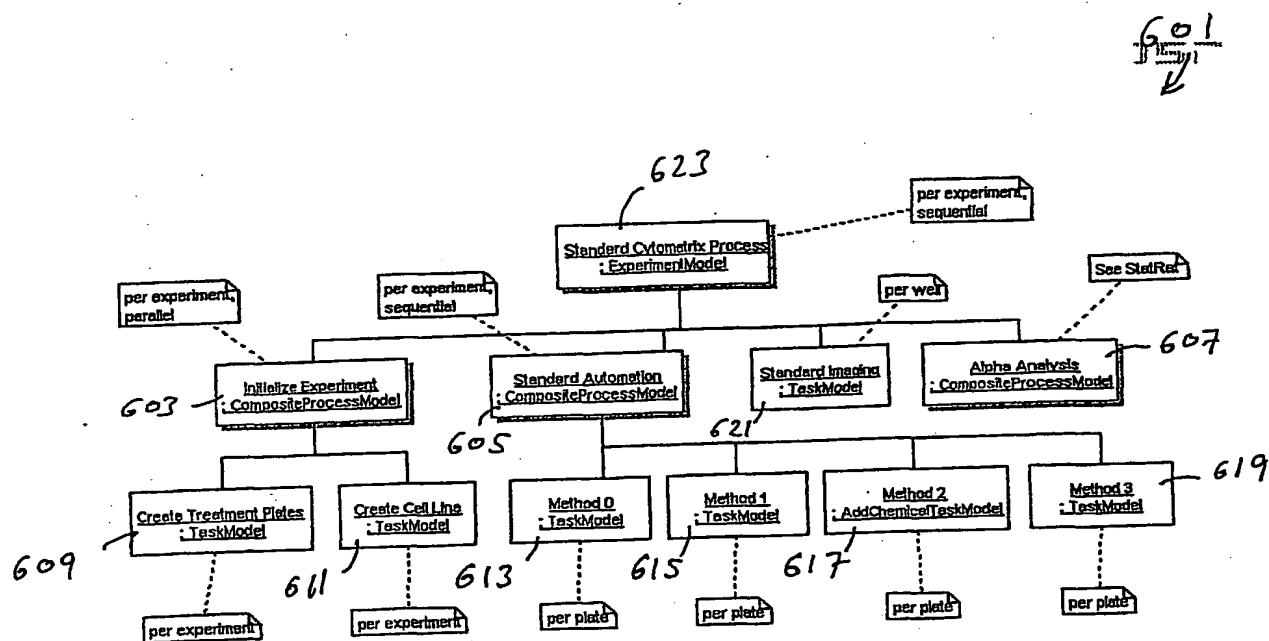 601
623
per experiment,
sequential
Standard Cytometrix Process
: ExperimentModel
per experiment,
parallel
per experiment,
sequential
per well
See StatRat
Initialize Experiment
: CompositeProcessModel
603
Standard Automation
: CompositeProcessModel
605
Standard Imaging
: TaskModel
621
Alpha Analysis
: CompositeProcessModel
607
Create Treatment Plates
: TaskModel
609
Create Cell Line
: TaskModel
611
Method 0
: TaskModel
613
Method 1
: TaskModel
615
Method 2
: AddChemicalTaskModel
617
Method 3
: TaskModel
619
per experiment
per experiment
per plate
per plate
per plate
per plate